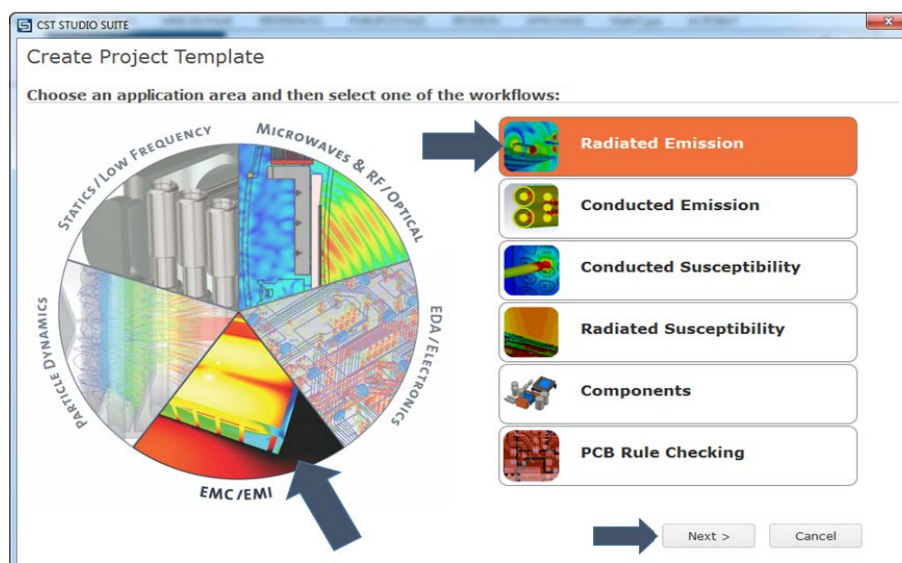 CST STUDIO SUITE
Create Project Template
Choose an application area and then select one of the workflows:
STATICS / LOW FREQUENCY
MICROWAVES & RF / OPTICAL
EDA / ELECTRONICS
EMC / EMI
PARTICLE DYNAMICS
Radiated Emission
Conducted Emission
Conducted Susceptibility
Radiated Susceptibility
Components
PCB Rule Checking
Next >
Cancel